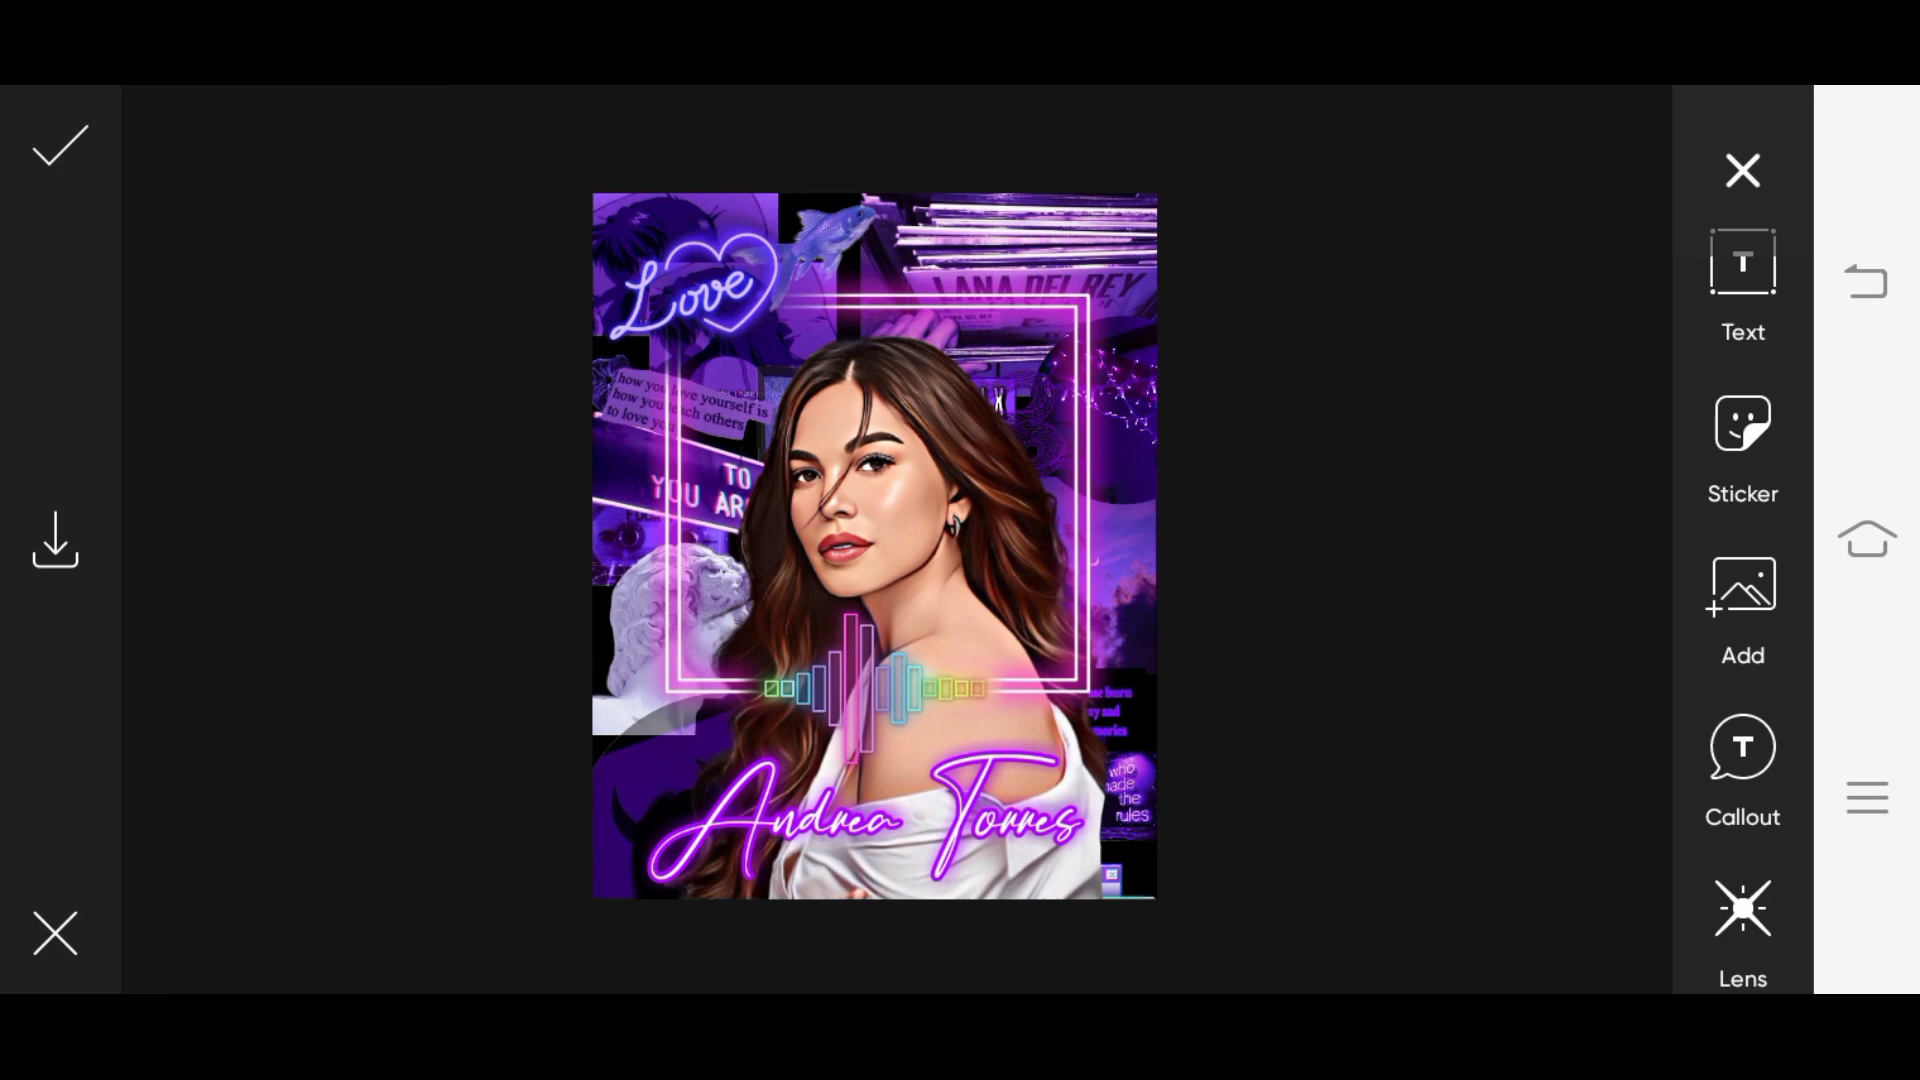 Love
LANA DEL REY
how you love yourself is
how you teach others
to love you
TO
YOU AR
Andrea Torres
who
made
the
rules
T
Text
Sticker
Add
T
Callout
Lens